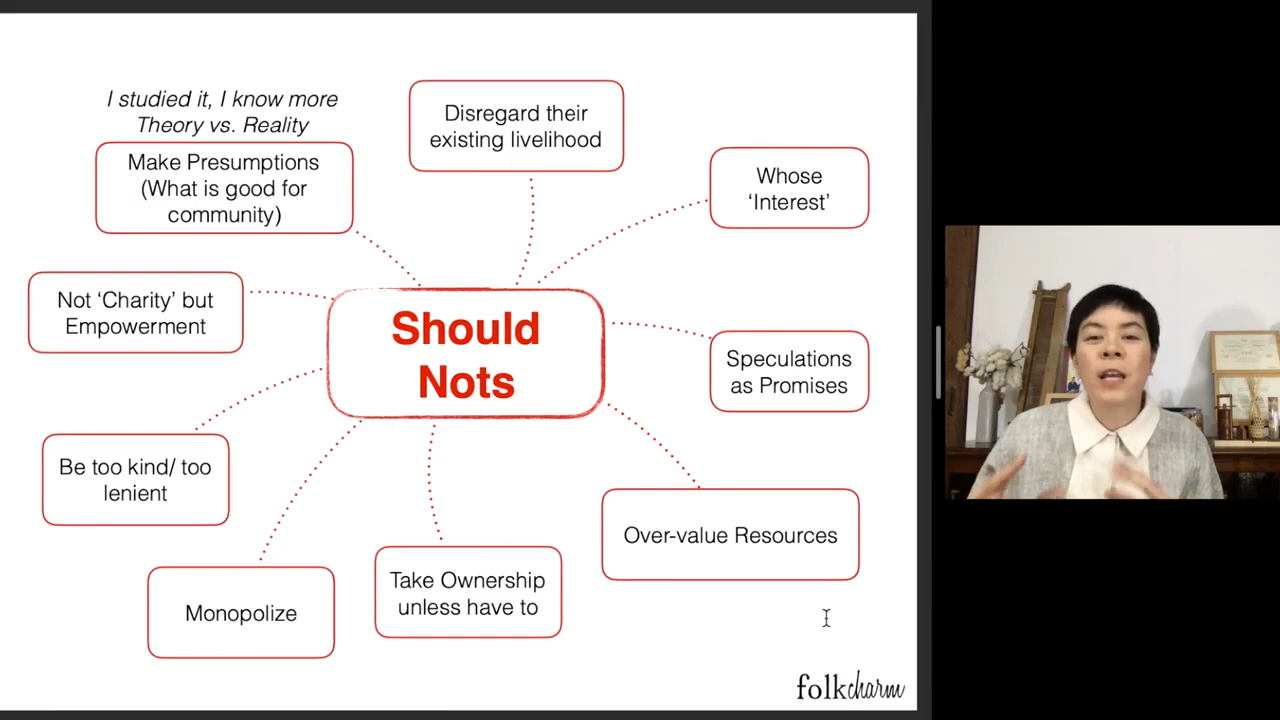 I studied it, I know more
Theory vs. Reality
Make Presumptions
(What is good for
community)
Disregard their
existing livelihood
Whose
‘Interest’
Not ‘Charity’ but
Empowerment
Should
Nots
Speculations
as Promises
Be too kind/ too
lenient
Over-value Resources
Monopolize
Take Ownership
unless have to
folkcharm